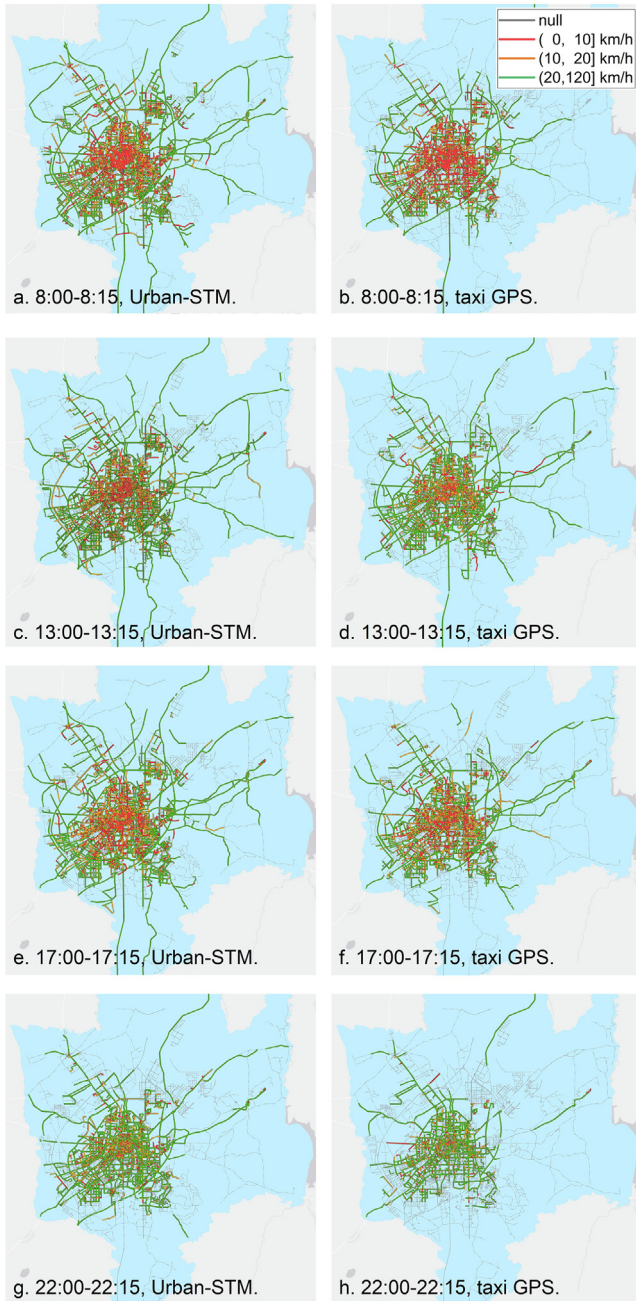 null
( 0, 10] km/h
(10, 20] km/h
(20,120] km/h
a. 8:00-8:15, Urban-STM.
b. 8:00-8:15, taxi GPS.
c. 13:00-13:15, Urban-STM.
d. 13:00-13:15, taxi GPS.
e. 17:00-17:15, Urban-STM.
f. 17:00-17:15, taxi GPS.
g. 22:00-22:15, Urban-STM.
h. 22:00-22:15, taxi GPS.